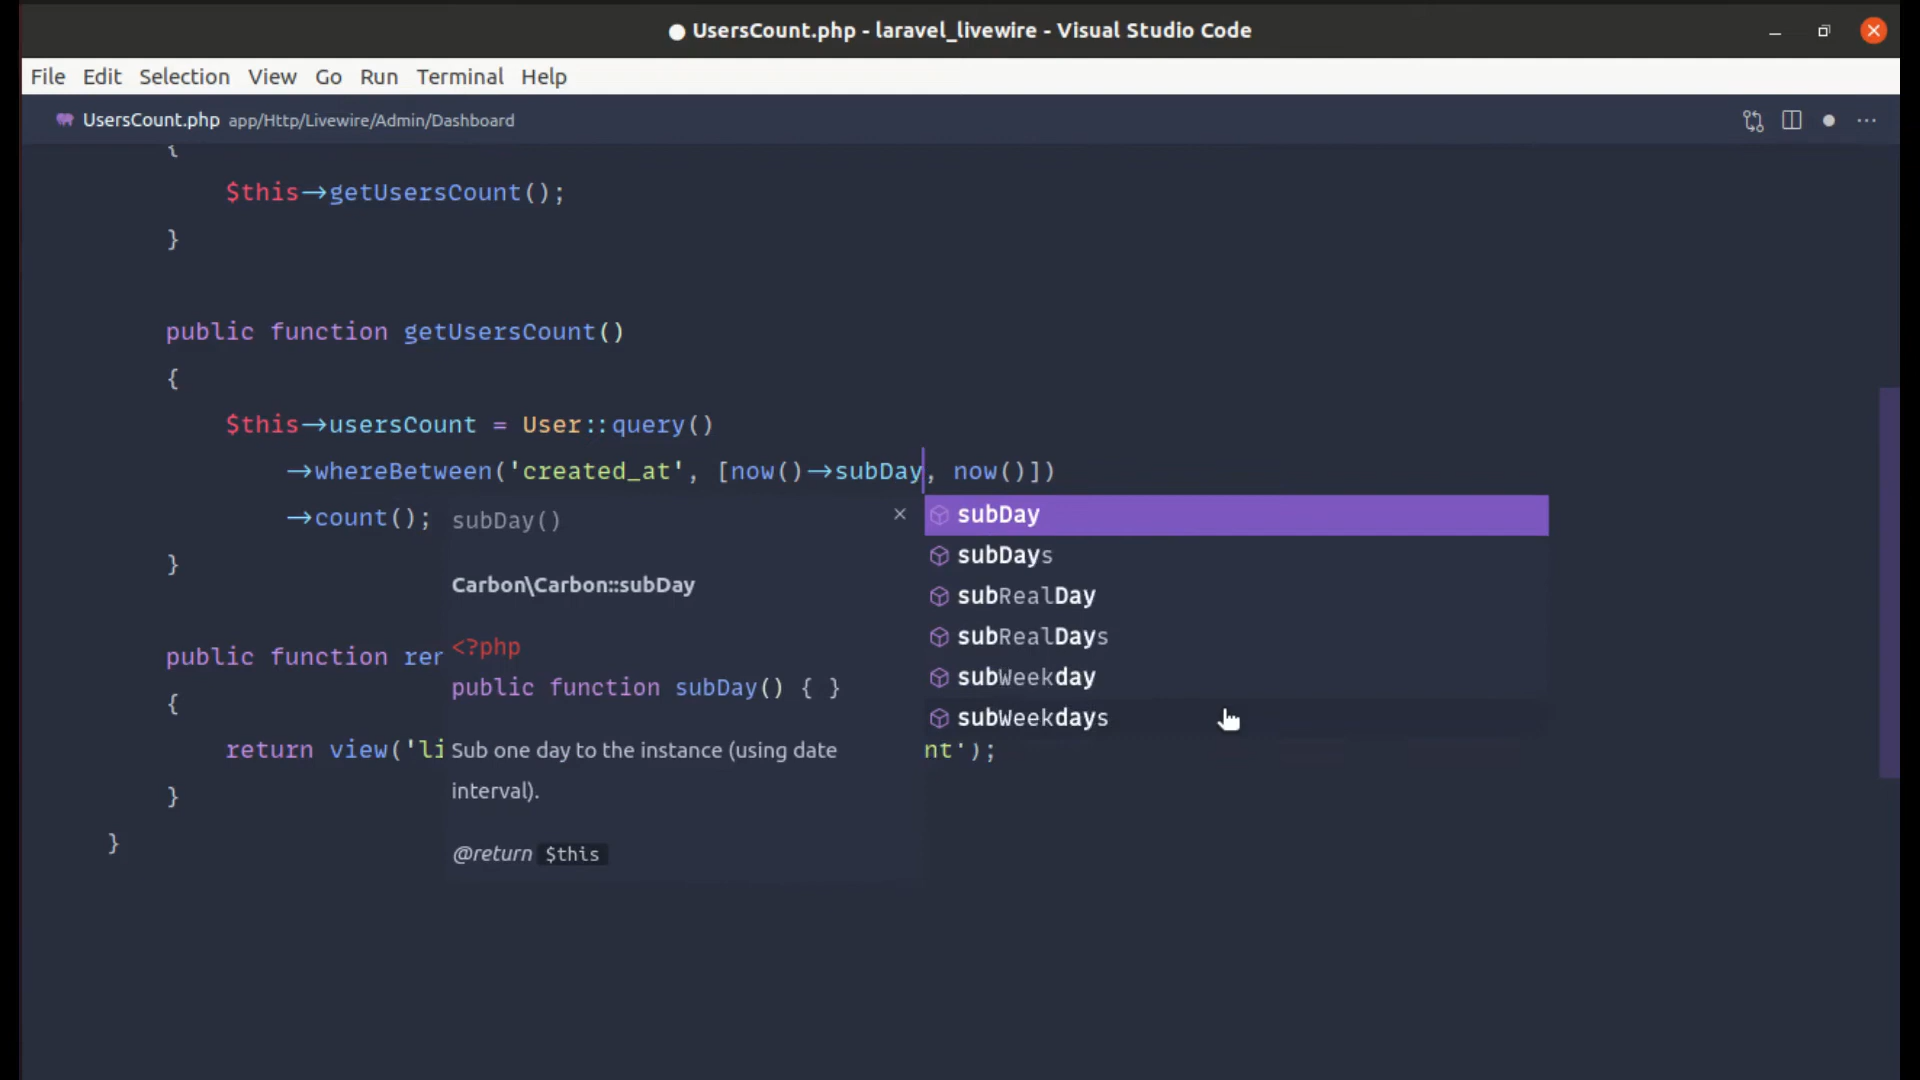 UsersCount.php - laravel_livewire - Visual Studio Code
File Edit Selection View Go Run Terminal Help
UsersCount.php app/Http/Livewire/Admin/Dashboard
{
$this->getUsersCount();
}
public function getUsersCount()
{
$this->usersCount = User::query()
->whereBetween('created_at', [now()->subDay, now()])
->count();
}
public function rer
{
return view('li nt');
}
}
subDay()
Carbon\Carbon::subDay
<?php
public function subDay() { }
Sub one day to the instance (using date
interval).
@return $this
subDay
subDays
subRealDay
subRealDays
subWeekday
subWeekdays